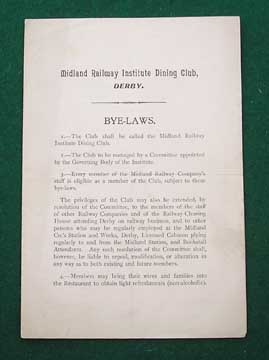 Midland Railway Institute Dining Club,
DERBY.
BYE-LAWS.
1.—The Club shall be called the Midland Railway
Institute Dining Club.
2.—The Club to be managed by a Committee appointed
by the Governing Body of the Institute.
3.—Every member of the Midland Railway Company's
staff is eligible as a member of the Club, subject to these
bye-laws.
The privileges of the Club may also be extended, by
resolution of the Committee, to the members of the staff
of other Railway Companies and of the Railway Clearing
House attending Derby on railway business, and to other
persons who may be regularly employed at the Midland
Co.'s Station and Works, Derby, Licensed Cabmen plying
regularly to and from the Midland Station, and Bookstall
Attendants. Any such resolution of the Committee shall,
however, be liable to repeal, modification, or alteration in
any way as to both existing and future members.
4.—Members may bring their wives and families into
the Restaurant to obtain light refreshments (non-alcoholic).